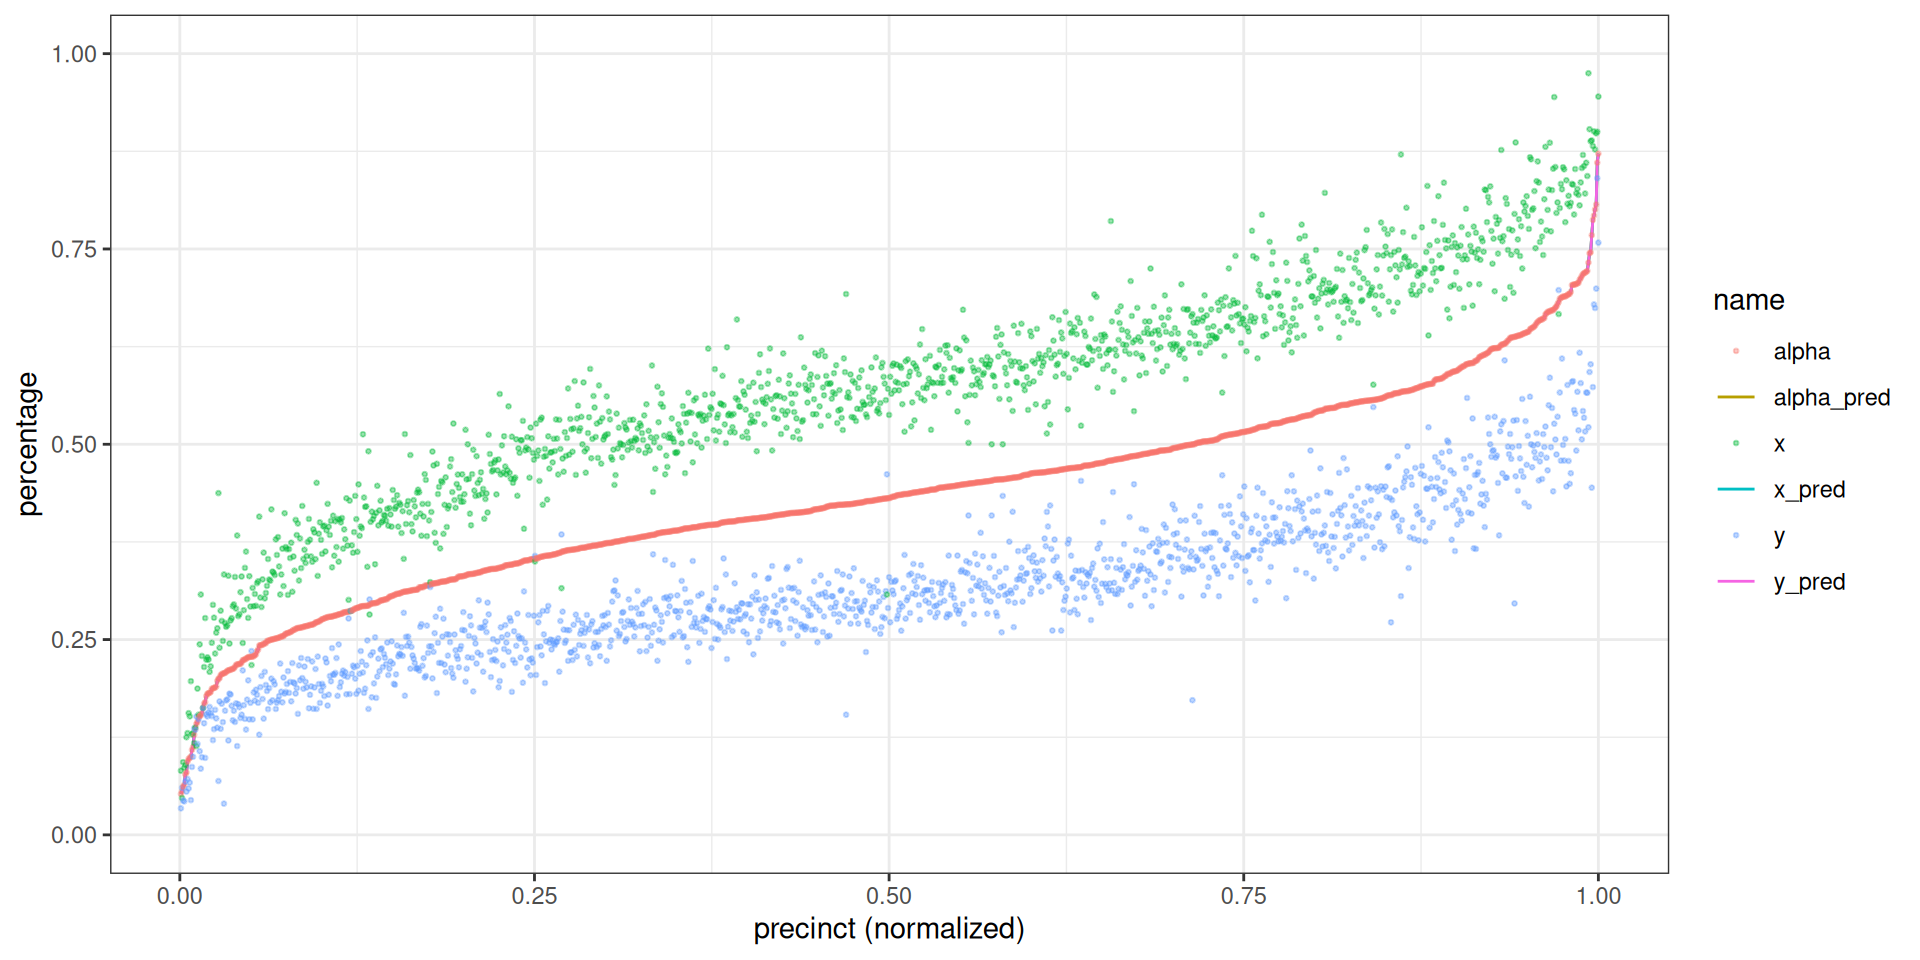 1.00
0.75
0.50
0.25
0.00
percentage
0.00 0.25 0.50 0.75 1.00
precinct (normalized)
name
alpha
alpha_pred
x
x_pred
y
y_pred